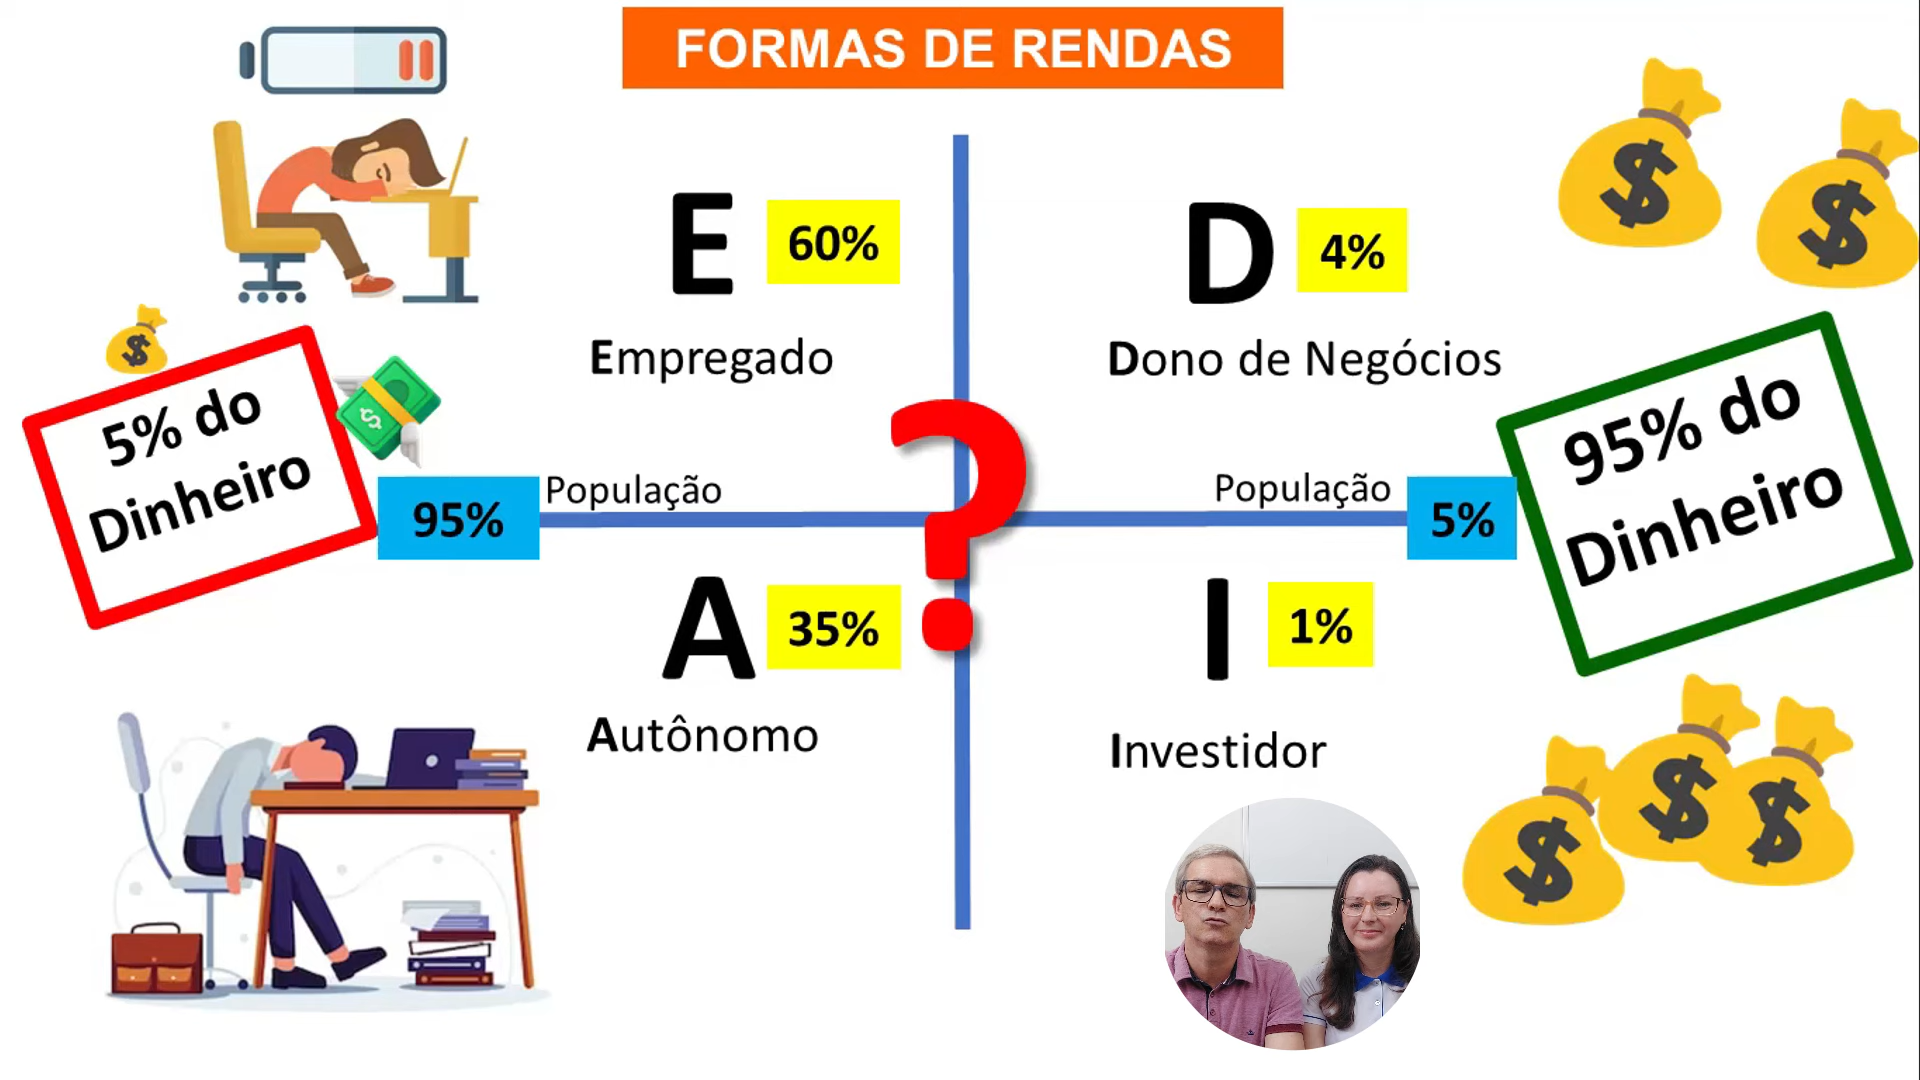 FORMAS DE RENDAS
E 60%
Empregado
D 4%
Dono de Negócios
5% do
Dinheiro
95%
População
?
População
5%
95% do
Dinheiro
A 35%
Autônomo
I 1%
Investidor
$
$
$
$
$
$
$